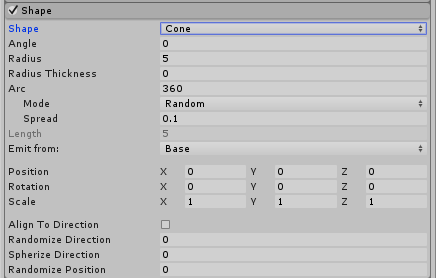 Shape
Shape Cone
Angle 0
Radius 5
Radius Thickness 0
Arc 360
Mode Random
Spread 0.1
Length 5
Emit from: Base
Position X 0 Y 0 Z 0
Rotation X 0 Y 0 Z 0
Scale X 1 Y 1 Z 1
Align To Direction
Randomize Direction 0
Spherize Direction 0
Randomize Position 0